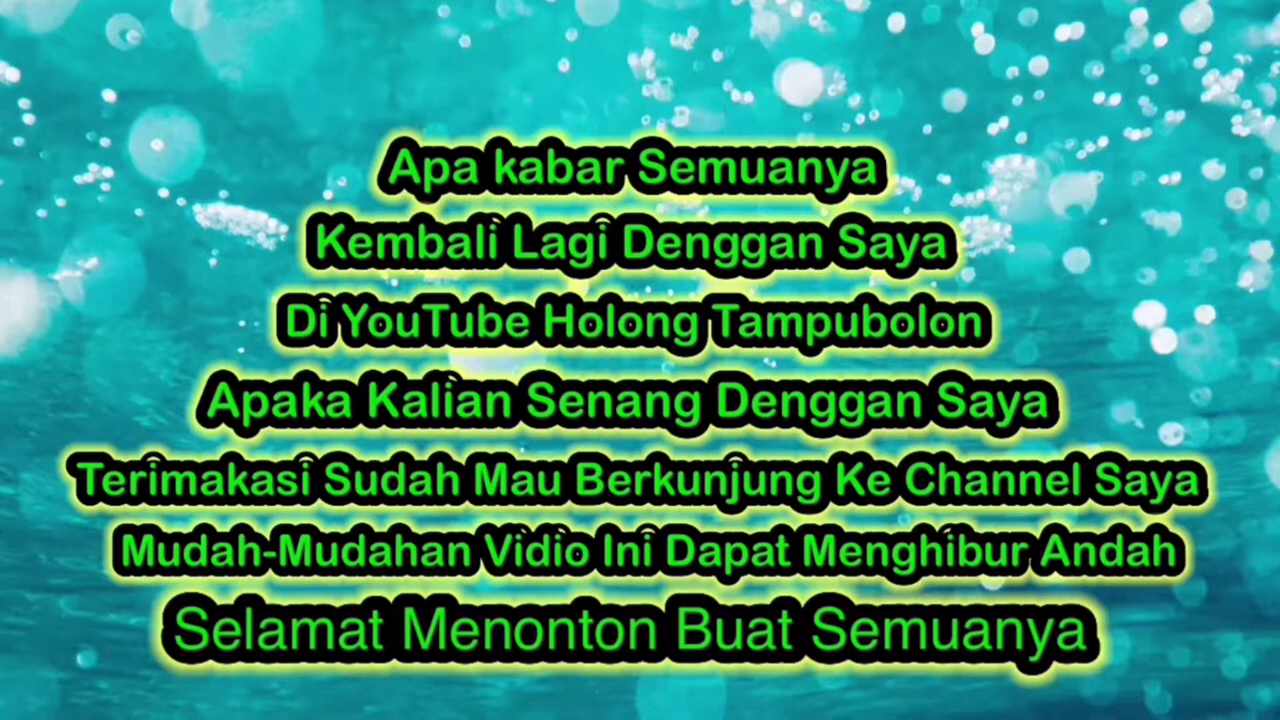 Apa kabar Semuanya
Kembali Lagi Denggan Saya
Di YouTube Holong Tampubolon
Apaka Kalian Senang Denggan Saya
Terimakasi Sudah Mau Berkunjung Ke Channel Saya
Mudah-Mudahan Vidio Ini Dapat Menghibur Andah
Selamat Menonton Buat Semuanya